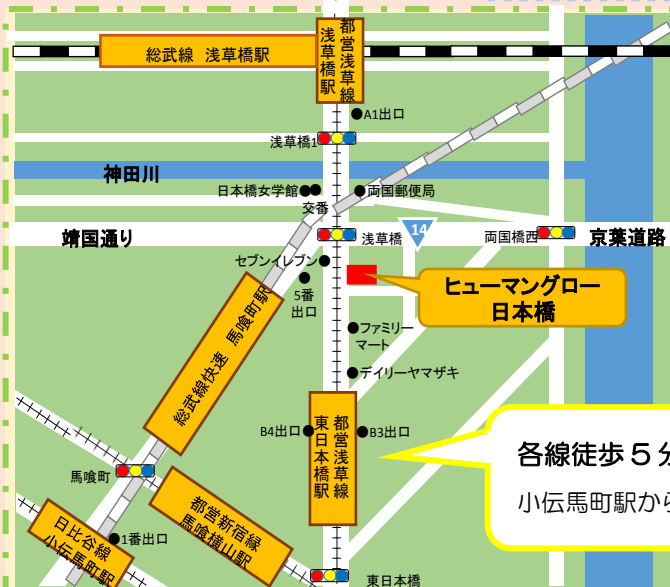 総武線 浅草橋駅
都営浅草線
浅草橋駅
A1出口
浅草橋1
神田川
日本橋女学館
両国郵便局
交番
靖国通り
浅草橋
14
両国橋西
京葉道路
セブンイレブン
5番
出口
ヒューマングロー
日本橋
総武線快速 馬喰町駅
ファミリー
マート
デイリーヤマザキ
都営浅草線
東日本橋駅
B4出口
B3出口
各線徒歩5分
小伝馬町駅から
馬喰町
都営新宿線
馬喰横山駅
日比谷線
小伝馬町駅
1番出口
東日本橋